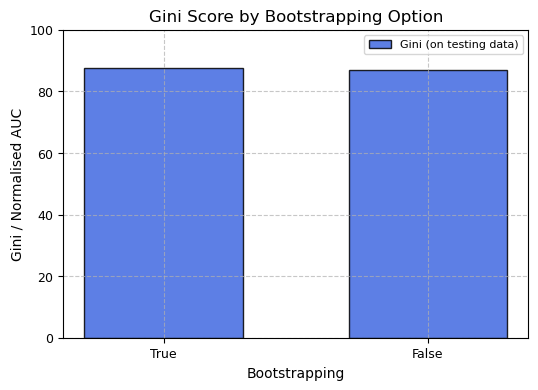 Gini Score by Bootstrapping Option
Gini (on testing data)
Gini / Normalised AUC
100
80
60
40
20
0
True
False
Bootstrapping